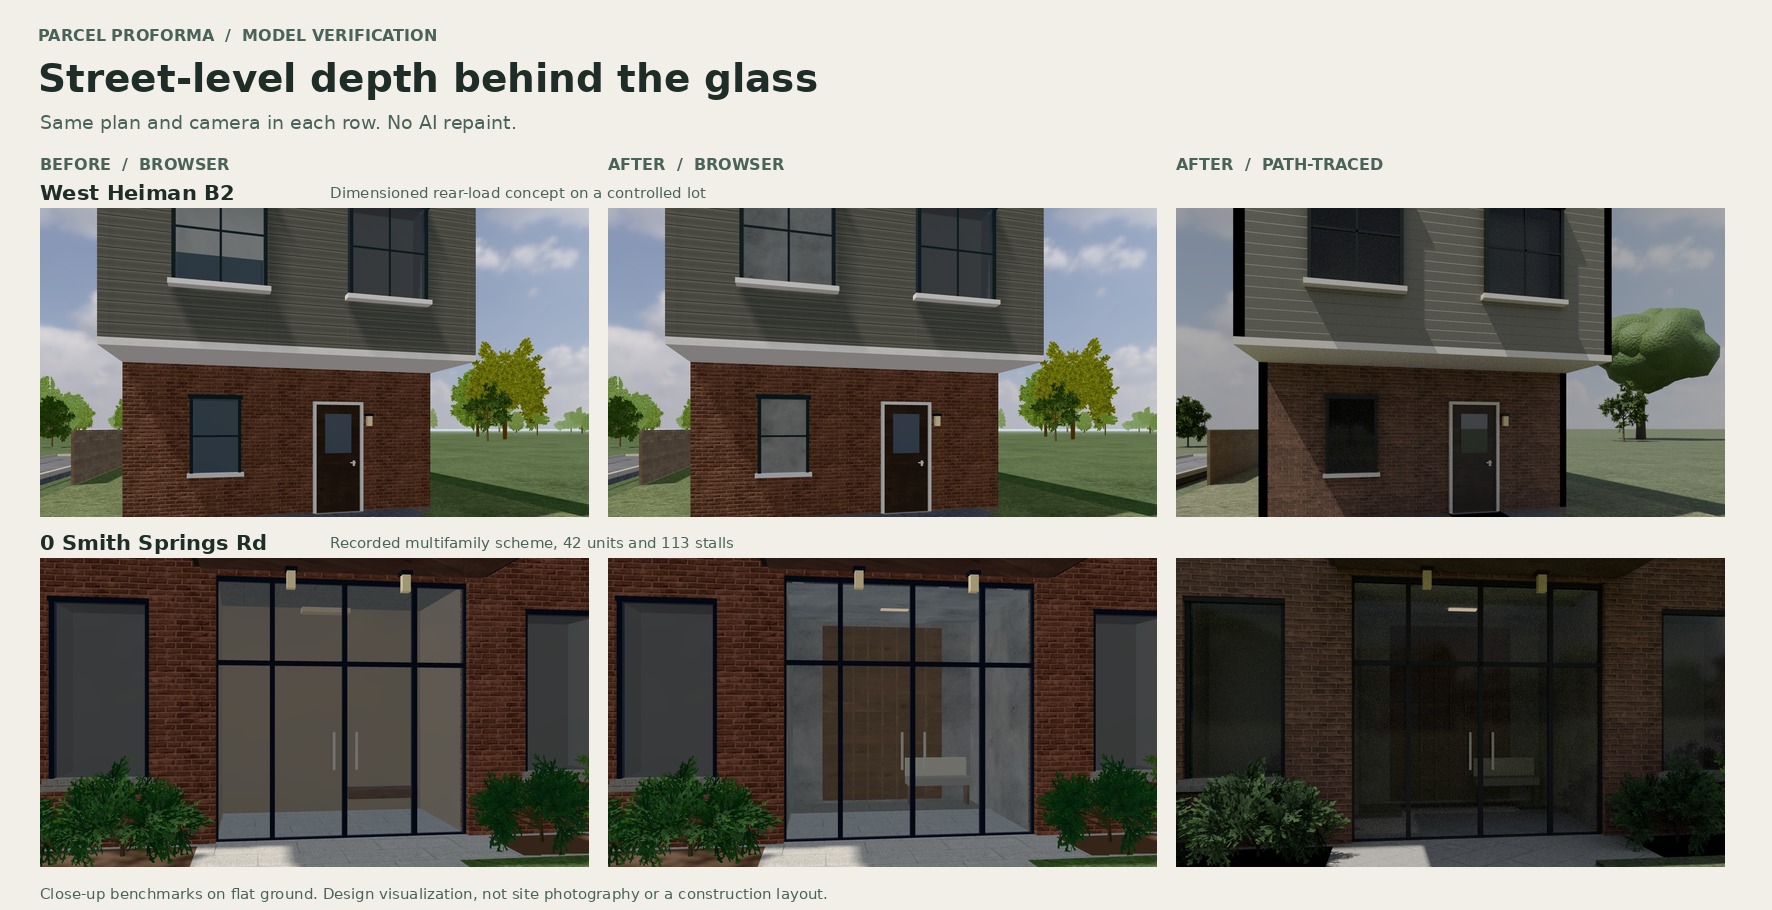 PARCEL PROFORMA / MODEL VERIFICATION
Street-level depth behind the glass
Same plan and camera in each row. No AI repaint.
BEFORE / BROWSER
AFTER / BROWSER
AFTER / PATH-TRACED
West Heiman B2
Dimensioned rear-load concept on a controlled lot
0 Smith Springs Rd
Recorded multifamily scheme, 42 units and 113 stalls
Close-up benchmarks on flat ground. Design visualization, not site photography or a construction layout.